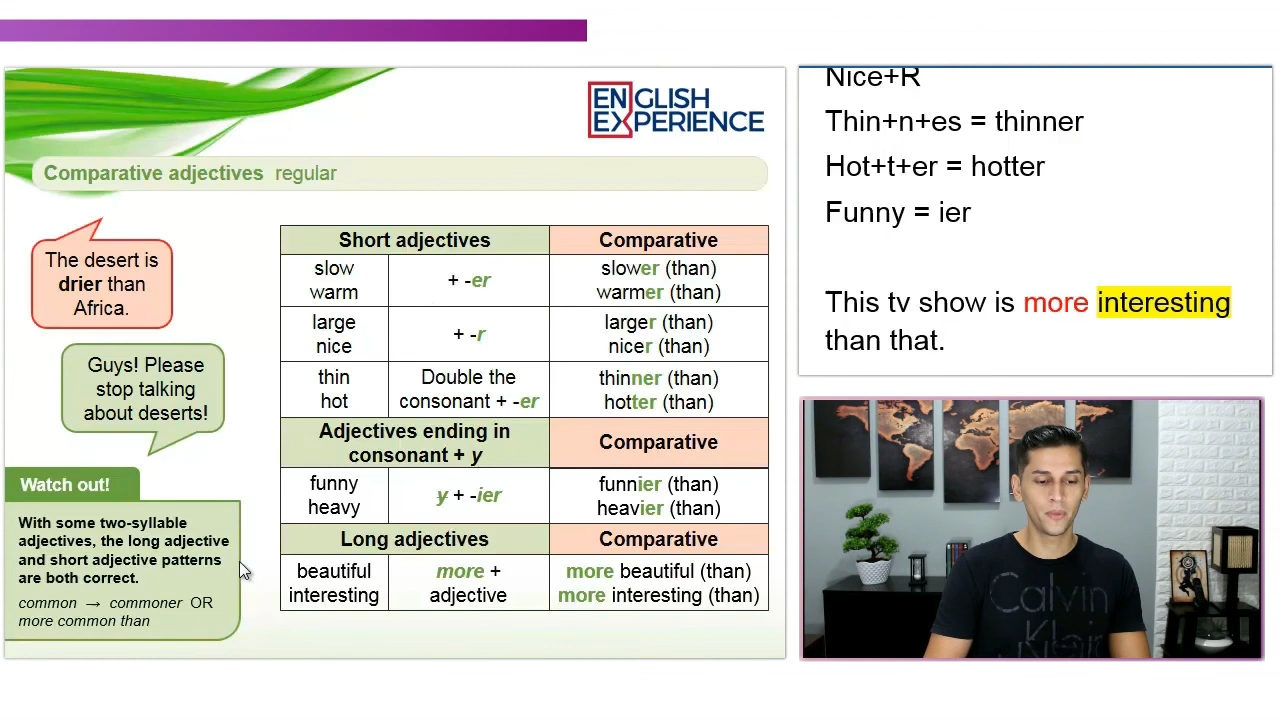 ENGLISH
EXPERIENCE
Comparative adjectives regular
The desert is
drier than
Africa.
Guys! Please
stop talking
about deserts!
Watch out!
With some two-syllable
adjectives, the long adjective
and short adjective patterns
are both correct.
common → commoner OR
more common than
Short adjectives Comparative
slow + -er slower (than)
warm warmer (than)
large + -r larger (than)
nice nicer (than)
thin Double the thinner (than)
hot consonant + -er hotter (than)
Adjectives ending in
consonant + y Comparative
funny y + -ier funnier (than)
heavy heavier (than)
Long adjectives Comparative
beautiful more + more beautiful (than)
interesting adjective more interesting (than)
Nice+R
Thin+n+es = thinner
Hot+t+er = hotter
Funny = ier
This tv show is more interesting
than that.
Calvin
Klein